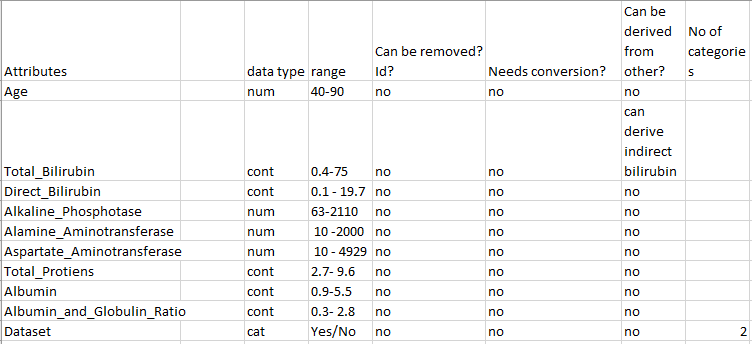 Attributes data type range Can be removed? Id? Needs conversion? Can be derived from other? No of categories
Age num 40-90 no no no
Total_Bilirubin cont 0.4-75 no no can derive indirect bilirubin
Direct_Bilirubin cont 0.1 - 19.7 no no no
Alkaline_Phosphotase num 63-2110 no no no
Alamine_Aminotransferase num 10 -2000 no no no
Aspartate_Aminotransferase num 10 - 4929 no no no
Total_Protiens cont 2.7- 9.6 no no no
Albumin cont 0.9-5.5 no no no
Albumin_and_Globulin_Ratio cont 0.3- 2.8 no no no
Dataset cat Yes/No no no no 2